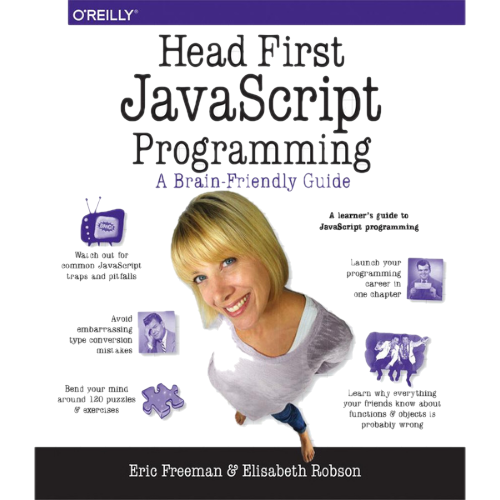 O'REILLY®
Head First
JavaScript
Programming
A Brain-Friendly Guide
A learner's guide to
JavaScript programming
Watch out for
common JavaScript
traps and pitfalls
Launch your
programming
career in
one chapter
Avoid
embarrassing
type conversion
mistakes
Bend your mind
around 120 puzzles
& exercises
Learn why everything
your friends know about
functions & objects is
probably wrong
Eric Freeman & Elisabeth Robson